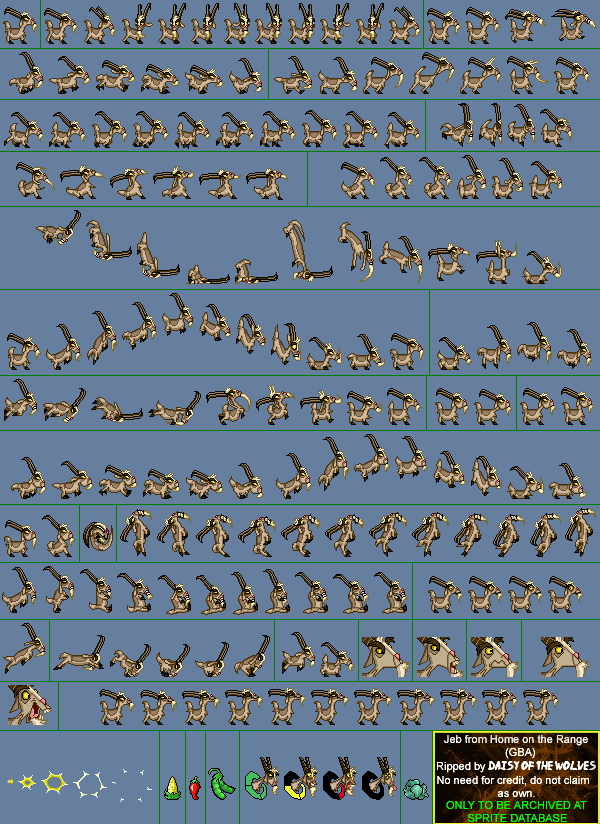 Jeb from Home on the Range
(GBA)
Ripped by DAISY OF THE WOLVES
No need for credit, do not claim
as own.
ONLY TO BE ARCHIVED AT
SPRITE DATABASE